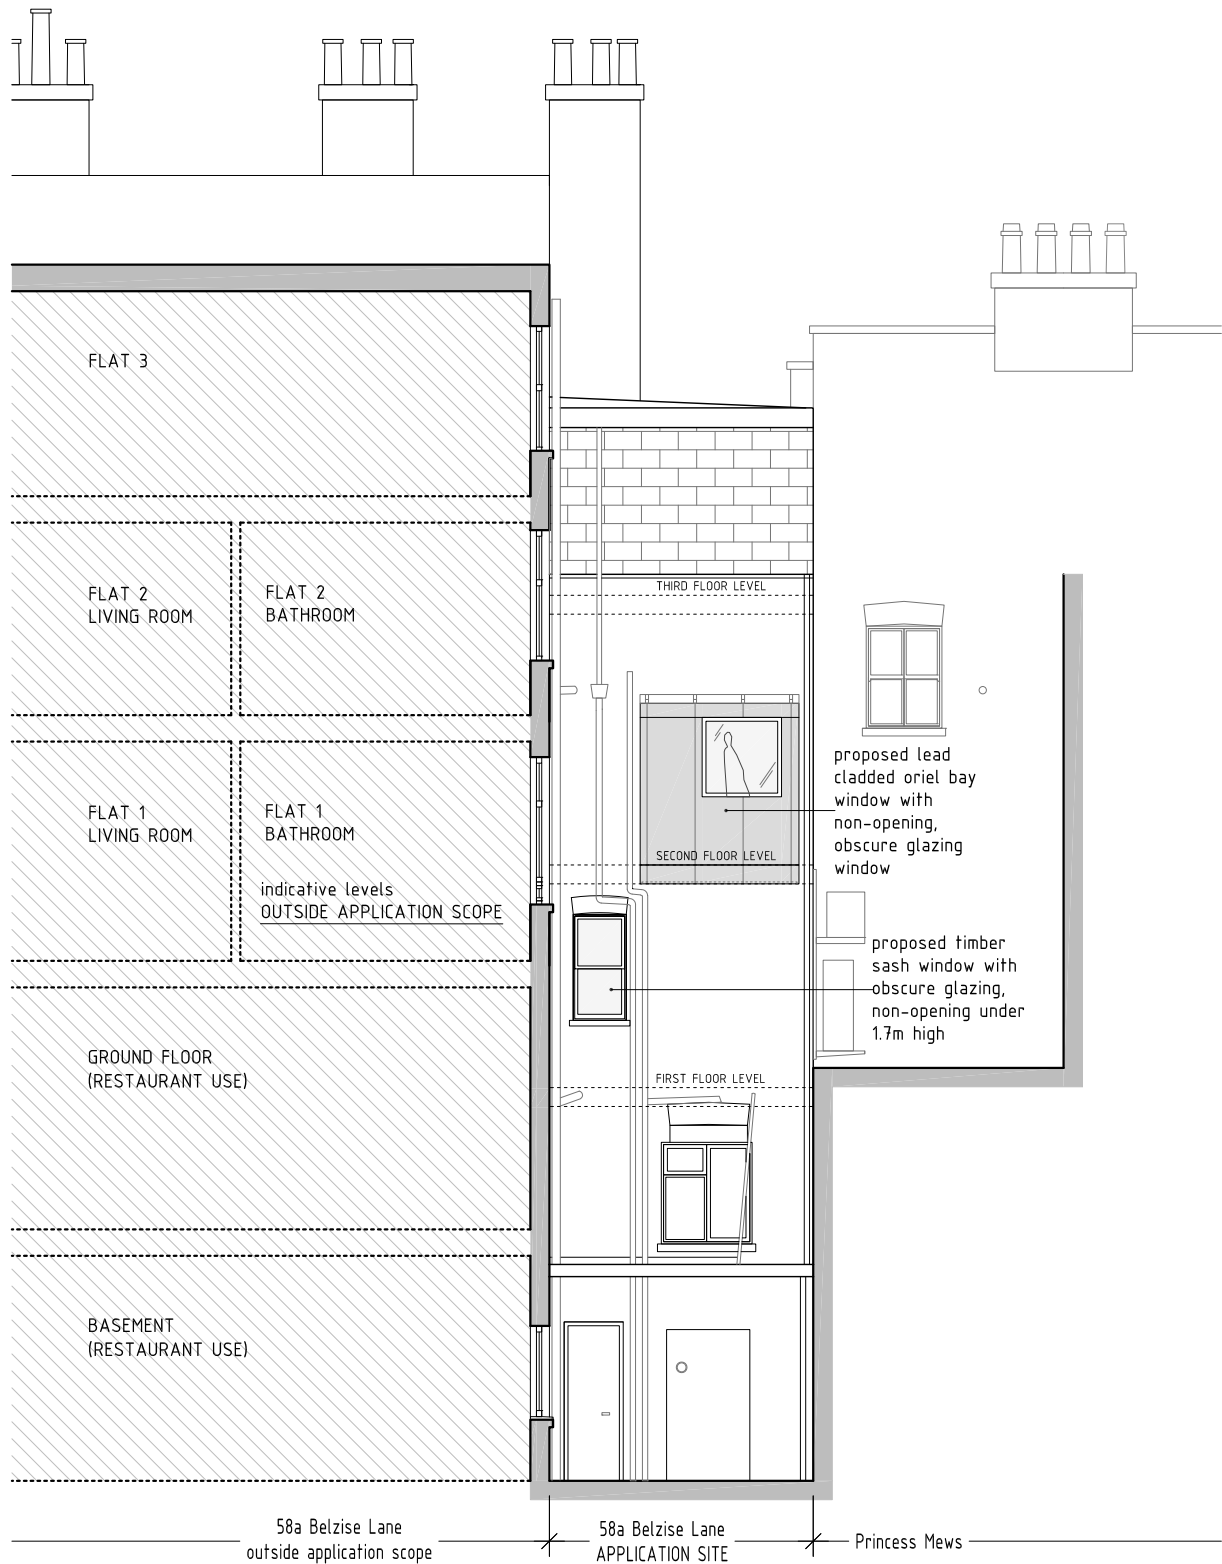 FLAT 3
THIRD FLOOR LEVEL
FLAT 2
LIVING ROOM
FLAT 2
BATHROOM
proposed lead
cladded oriel bay
window with
non-opening,
obscure glazing
window
FLAT 1
LIVING ROOM
FLAT 1
BATHROOM
SECOND FLOOR LEVEL
indicative levels
OUTSIDE APPLICATION SCOPE
proposed timber
sash window with
obscure glazing,
non-opening under
1.7m high
GROUND FLOOR
(RESTAURANT USE)
FIRST FLOOR LEVEL
BASEMENT
(RESTAURANT USE)
58a Belzise Lane
outside application scope
58a Belzise Lane
APPLICATION SITE
Princess Mews